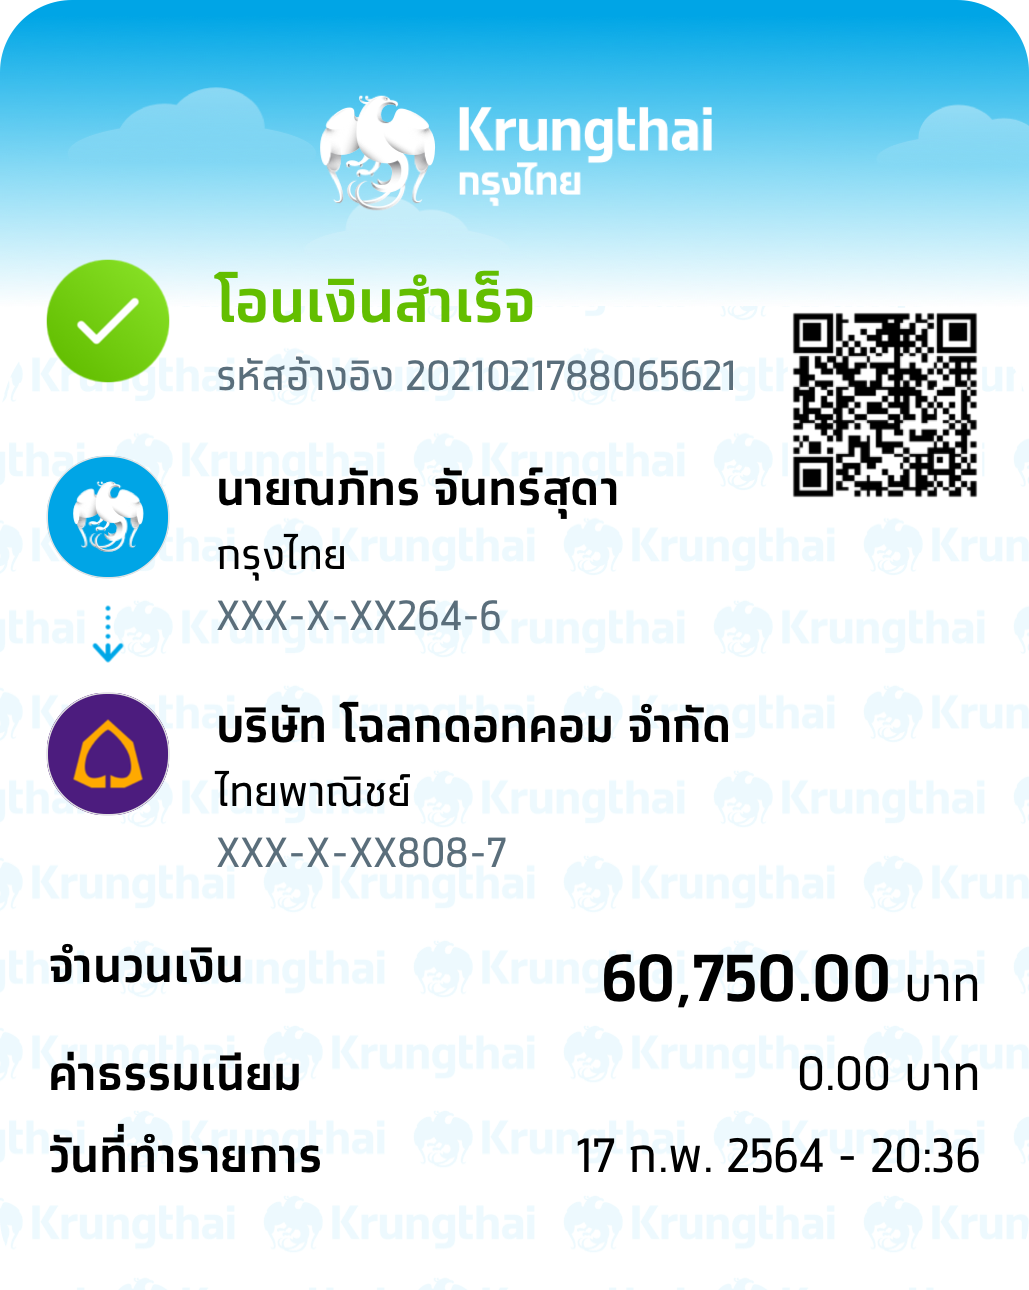 Krungthai
กรุงไทย
โอนเงินสำเร็จ
รหัสอ้างอิง 2021021788065621
นายณภัทร จันทร์สุดา
กรุงไทย
XXX-X-XX264-6
บริษัท โฉลกดอทคอม จำกัด
ไทยพาณิชย์
XXX-X-XX808-7
จำนวนเงิน 60,750.00 บาท
ค่าธรรมเนียม 0.00 บาท
วันที่ทำรายการ 17 ก.พ. 2564 - 20:36